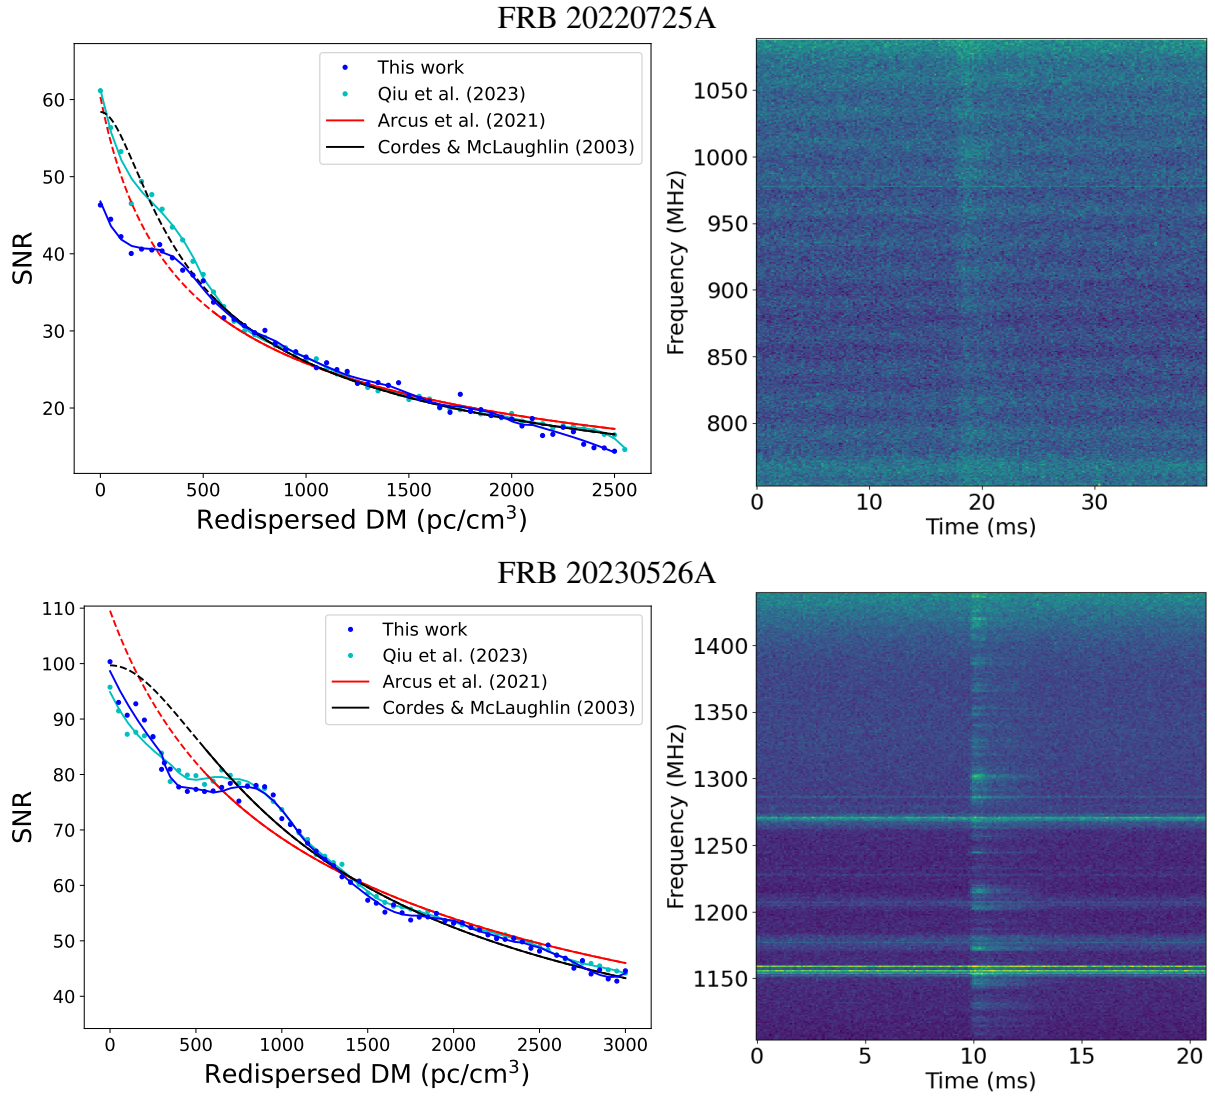 FRB 20220725A
This work
Qiu et al. (2023)
Arcus et al. (2021)
Cordes & McLaughlin (2003)
SNR
60
50
40
30
20
0 500 1000 1500 2000 2500
Redispersed DM (pc/cm³)
Frequency (MHz)
1050
1000
950
900
850
800
0 10 20 30
Time (ms)
FRB 20230526A
This work
Qiu et al. (2023)
Arcus et al. (2021)
Cordes & McLaughlin (2003)
SNR
110
100
90
80
70
60
50
40
0 500 1000 1500 2000 2500 3000
Redispersed DM (pc/cm³)
Frequency (MHz)
1400
1350
1300
1250
1200
1150
0 5 10 15 20
Time (ms)